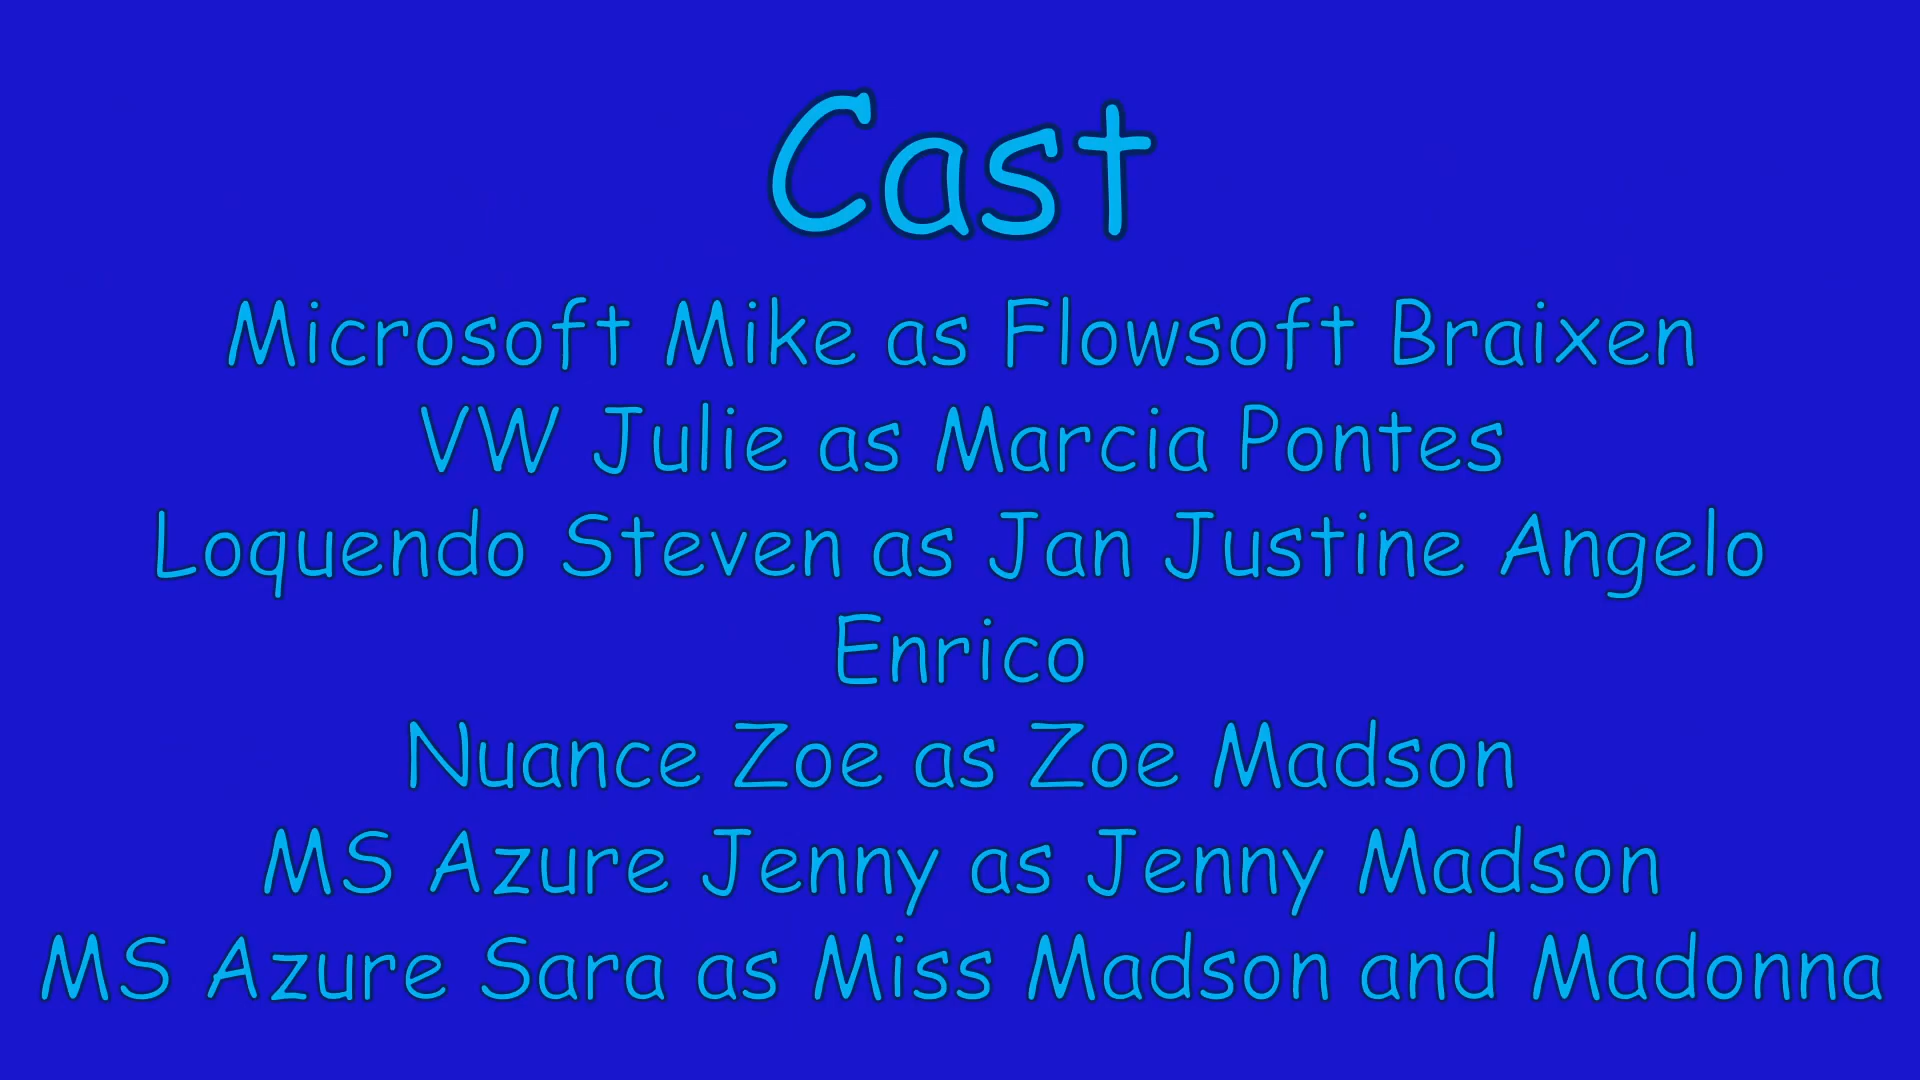 Cast
Microsoft Mike as Flowsoft Braixen
VW Julie as Marcia Pontes
Loquendo Steven as Jan Justine Angelo
Enrico
Nuance Zoe as Zoe Madson
MS Azure Jenny as Jenny Madson
MS Azure Sara as Miss Madson and Madonna